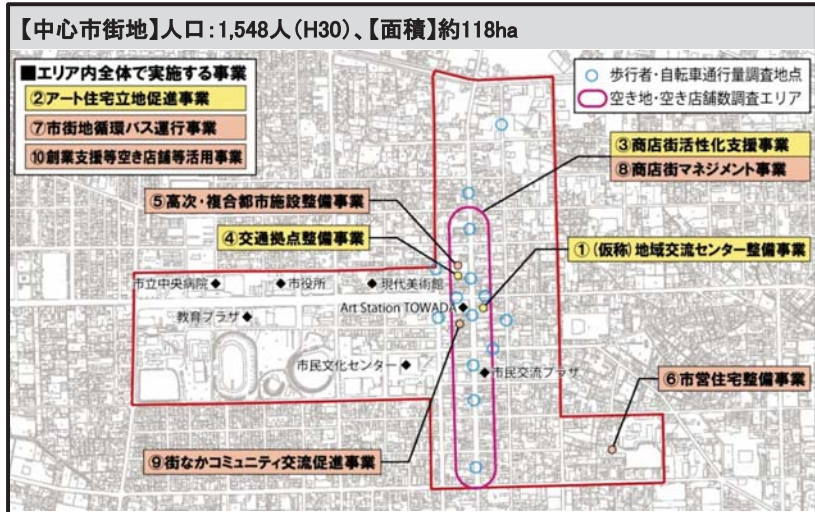 【中心市街地】人口：1,548人（H30）、【面積】約118ha
■エリア内全体で実施する事業
②アート住宅立地促進事業
⑦市街地循環バス運行事業
⑩創業支援等空き店舗等活用事業
歩行者・自転車通行量調査地点
空き地・空き店舗数調査エリア
③商店街活性化支援事業
⑧商店街マネジメント事業
⑤高次・複合都市施設整備事業
④交通拠点整備事業
①（仮称）地域交流センター整備事業
市立中央病院
市役所
現代美術館
Art Station TOWADA
教育プラザ
市民文化センター
市民交流プラザ
⑥市営住宅整備事業
⑨街なかコミュニティ交流促進事業